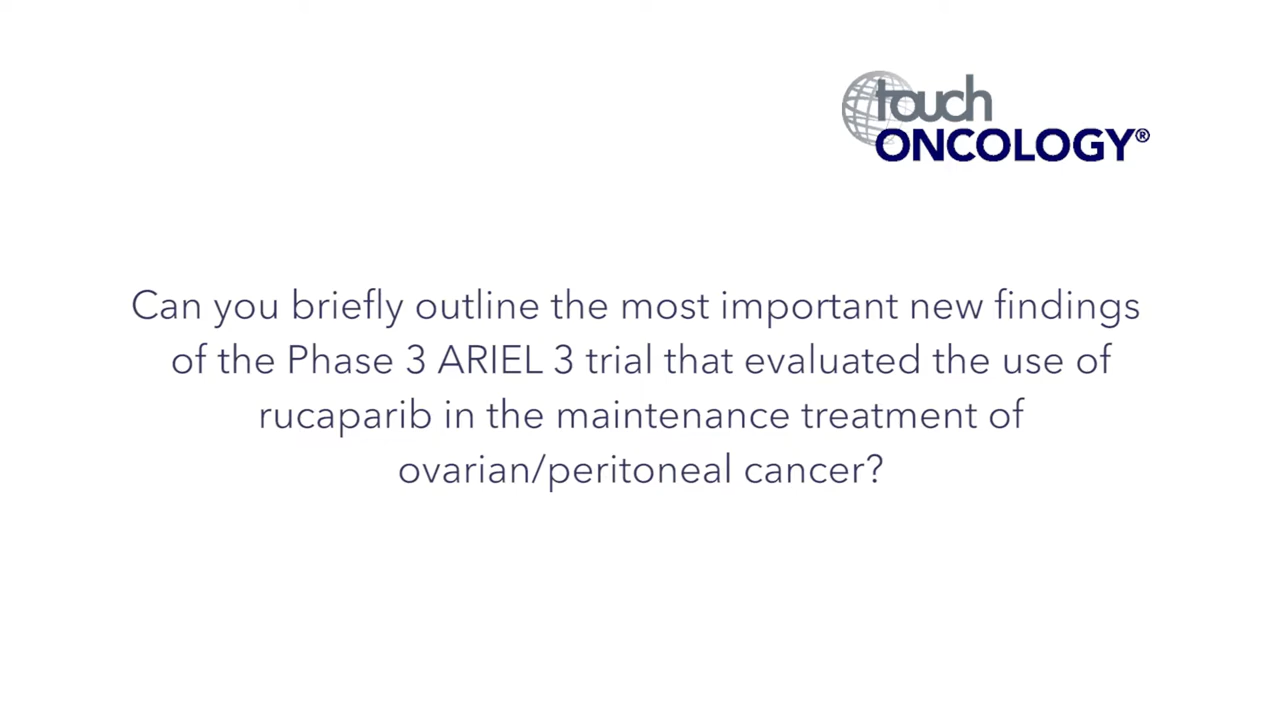 touch
ONCOLOGY®
Can you briefly outline the most important new findings
of the Phase 3 ARIEL 3 trial that evaluated the use of
rucaparib in the maintenance treatment of
ovarian/peritoneal cancer?